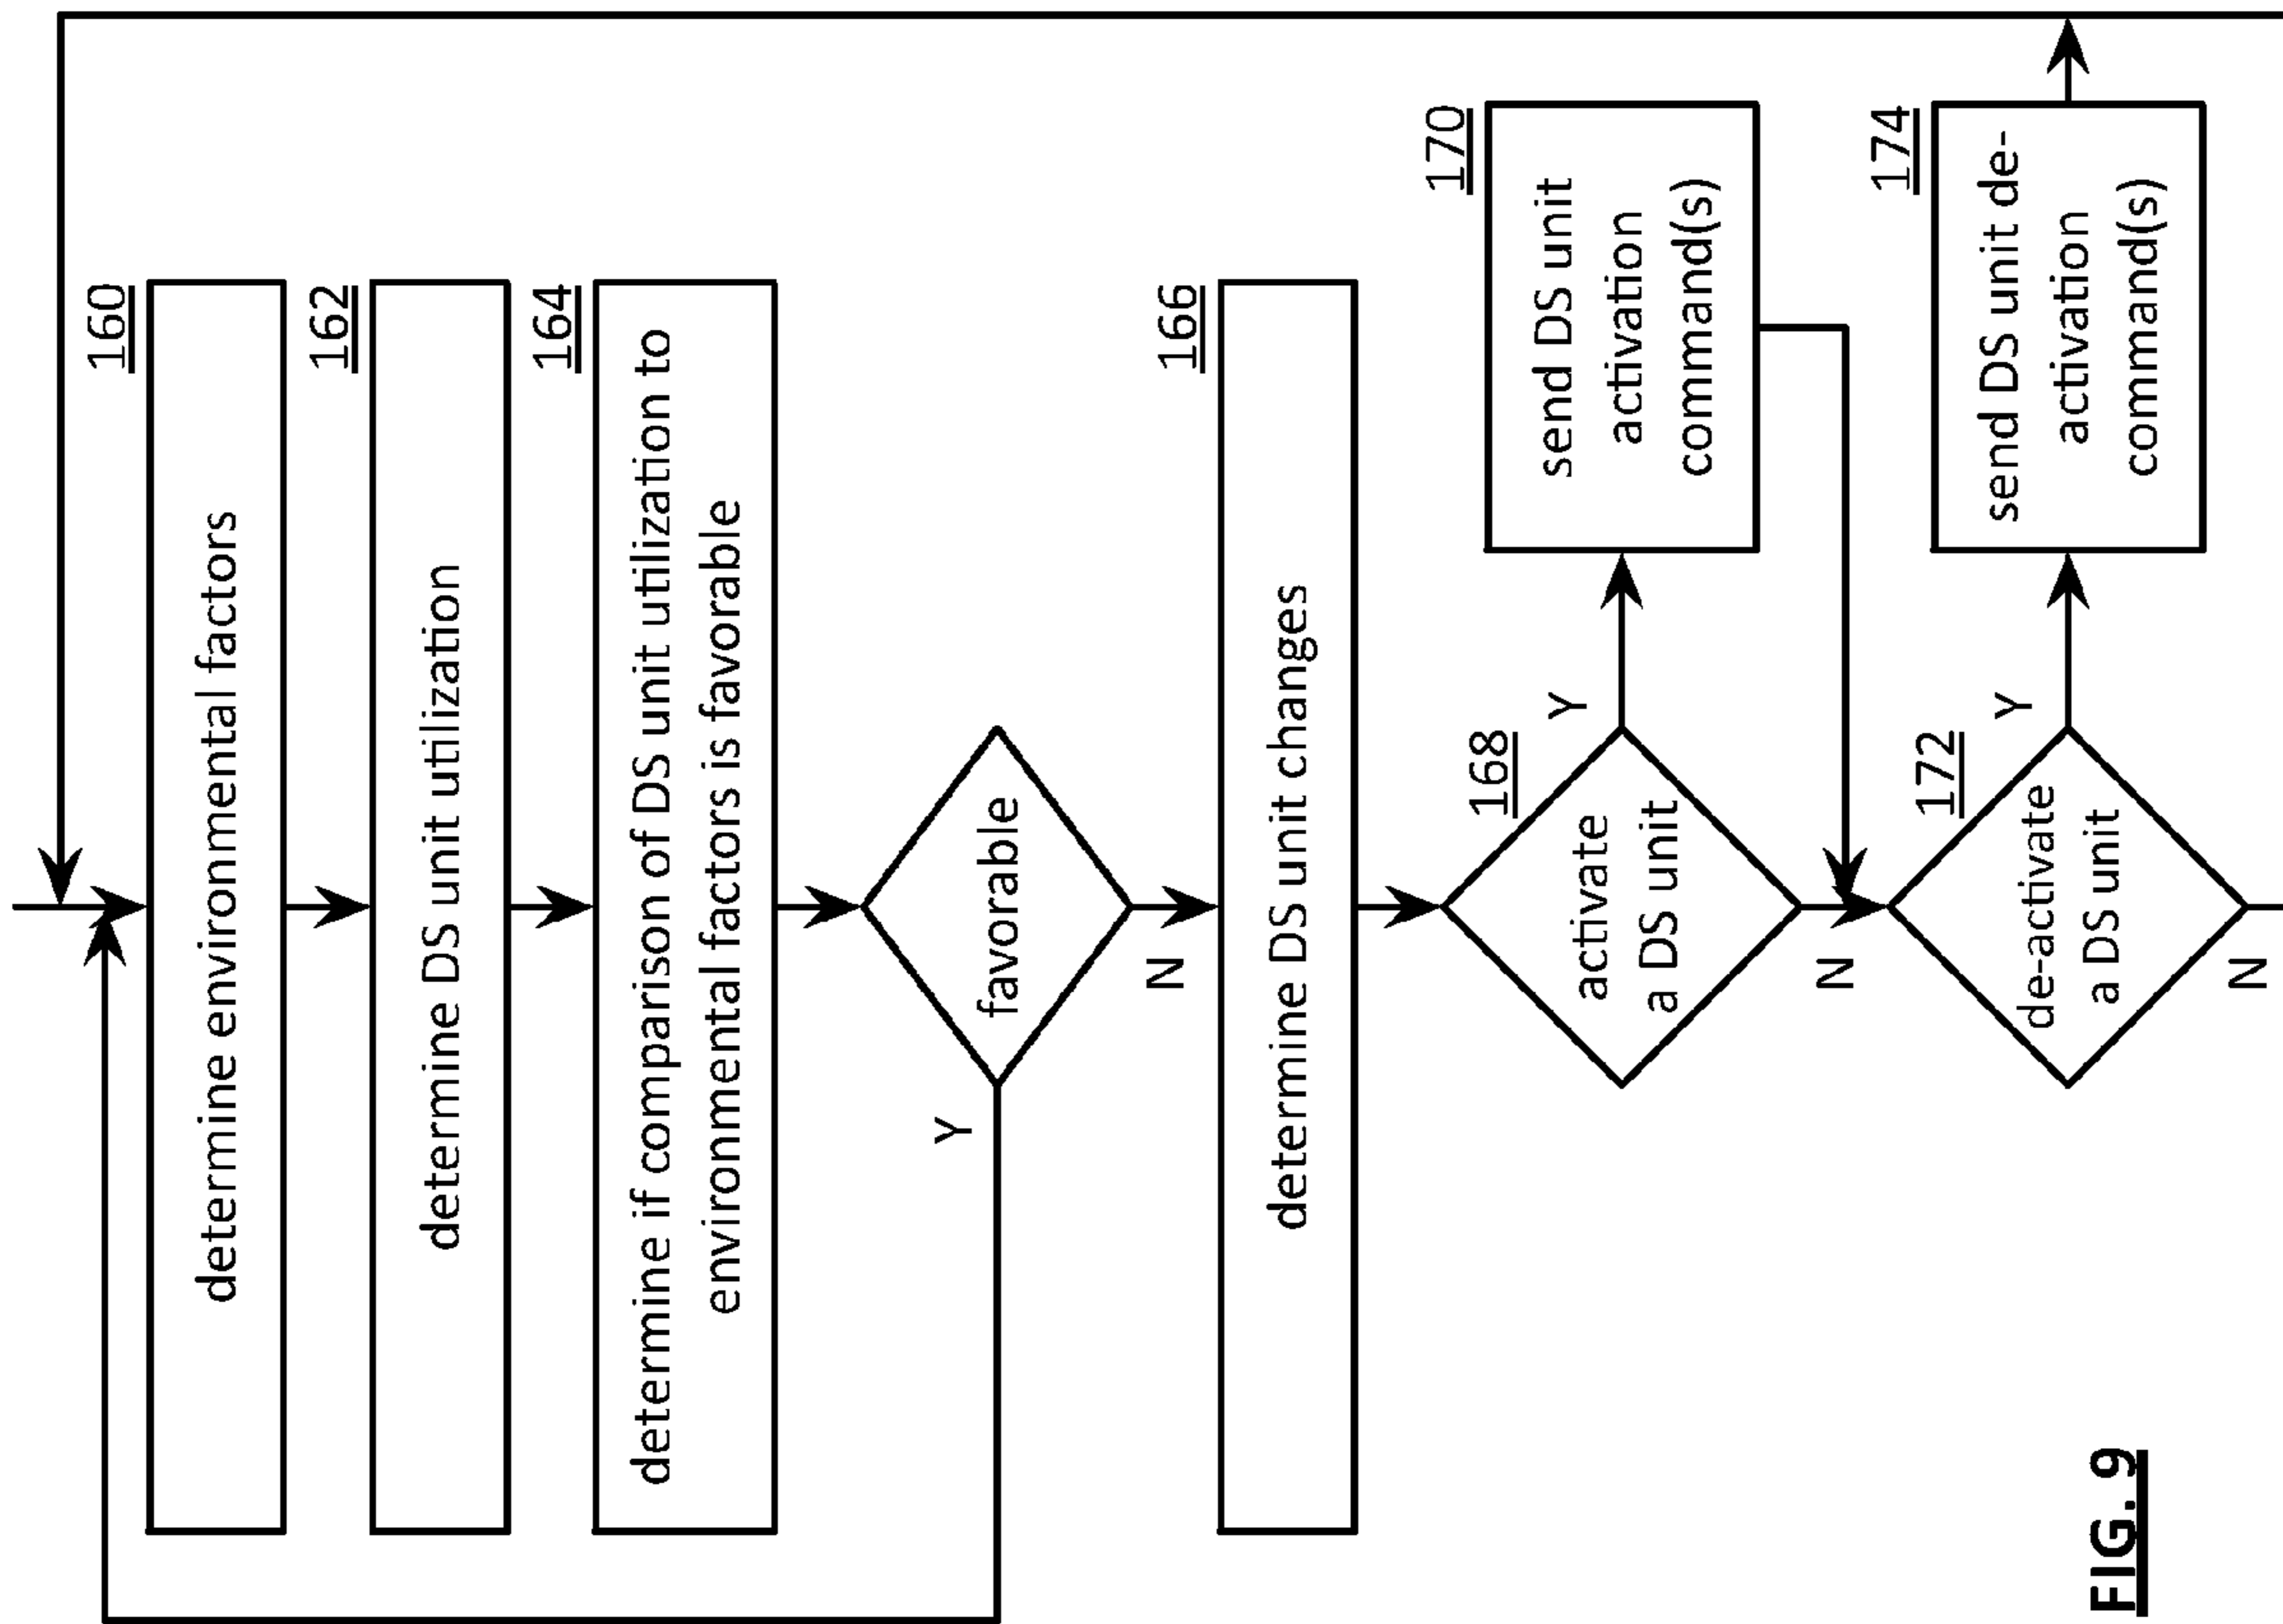 160
determine environmental factors
162
determine DS unit utilization
164
determine if comparison of DS unit utilization to
environmental factors is favorable
favorable
Y
N
166
determine DS unit changes
168
activate
a DS unit
Y
N
170
send DS unit
activation
command(s)
172
de-activate
a DS unit
Y
N
174
send DS unit de-
activation
command(s)
FIG. 9